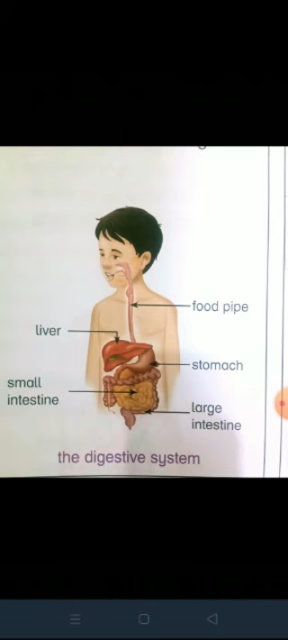 food pipe
liver
stomach
small
intestine
large
intestine
the digestive system